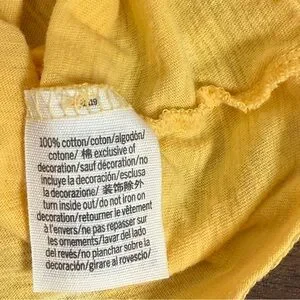 100% cotton/coton/algodón/
cotone/ 棉 exclusive of
decoration/sauf décoration/no
incluye la decoración/esclusa
la decorazione/ 装饰除外
turn inside out/do not iron on
decoration/retourner le vêtement
à l'envers/ne pas repasser sur
les ornements/lavar del lado
del revés/no planchar sobre la
decoración/girare al rovescio/